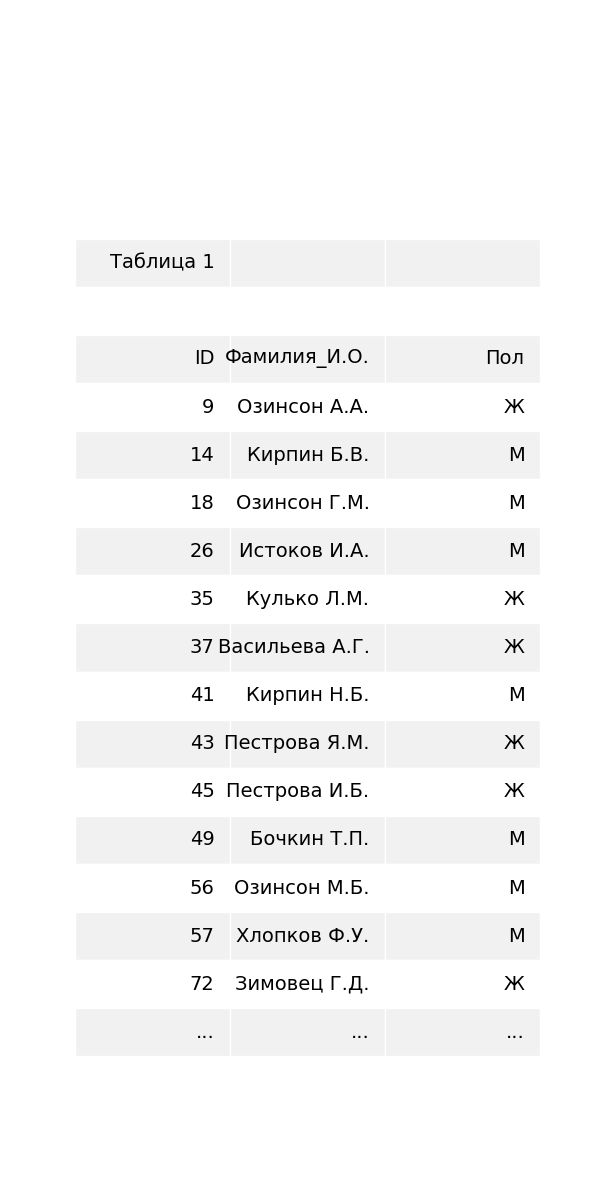 Таблица 1
ID Фамилия_И.О. Пол
9 Озинсон А.А. Ж
14 Кирпин Б.В. М
18 Озинсон Г.М. М
26 Истоков И.А. М
35 Кулько Л.М. Ж
37 Васильева А.Г. Ж
41 Кирпин Н.Б. М
43 Пестрова Я.М. Ж
45 Пестрова И.Б. Ж
49 Бочкин Т.П. М
56 Озинсон М.Б. М
57 Хлопков Ф.У. М
72 Зимовец Г.Д. Ж
... ... ...